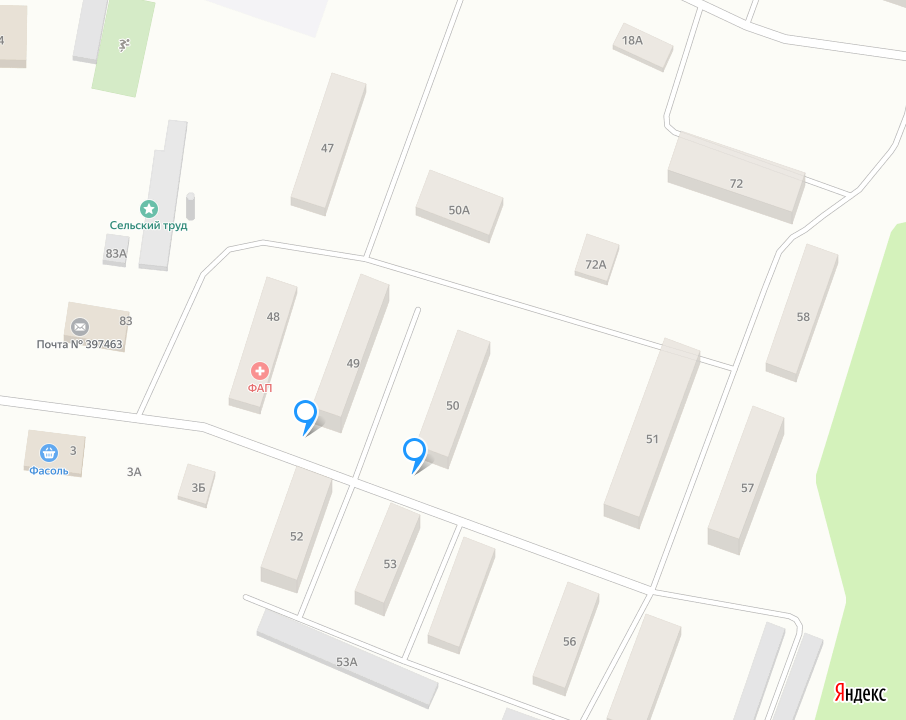 4
18А
47
72
50А
Сельский труд
83А
72А
48
58
83
Почта № 397463
49
ФАП
50
51
3
Фасоль
3А
3Б
57
52
53
56
53А
Яндекс